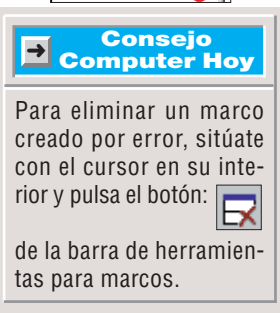 Consejo
Computer Hoy
Para eliminar un marco
creado por error, sitúate
con el cursor en su inte-
rior y pulsa el botón:
de la barra de herramien-
tas para marcos.